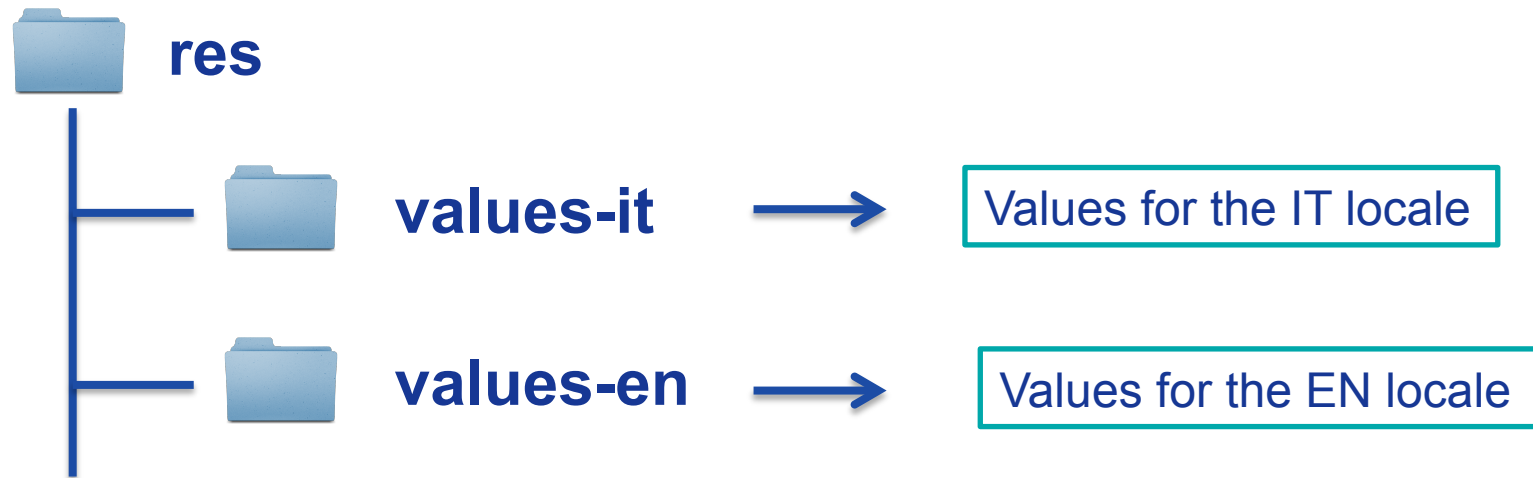 res
values-it
Values for the IT locale
values-en
Values for the EN locale